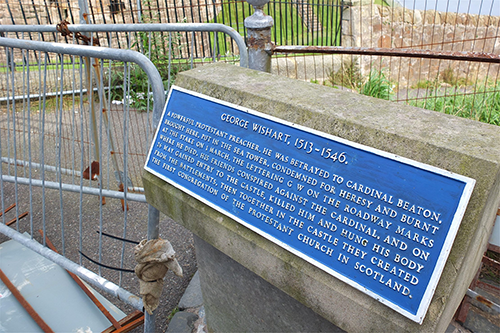 GEORGE WISHART, 1513-1546.
A POWERFUL PROTESTANT PREACHER. HE WAS BETRAYED TO CARDINAL BEATON,
BROUGHT HERE, PUT IN THE SEA TOWER, CONDEMNED FOR HERESY AND BURNT
AT THE STAKE ON 1 MARCH. THE LETTERING G W ON THE ROADWAY MARKS
WHERE HE DIED. HIS FRIENDS CONSPIRED AGAINST THE CARDINAL, AND ON
29 MAY GAINED ENTRY TO THE CASTLE, KILLED HIM AND HUNG HIS BODY
FROM THE BATTLEMENTS, THEN TOGETHER IN THE CASTLE THEY CREATED
THE FIRST CONGREGATION OF THE PROTESTANT CHURCH IN SCOTLAND.